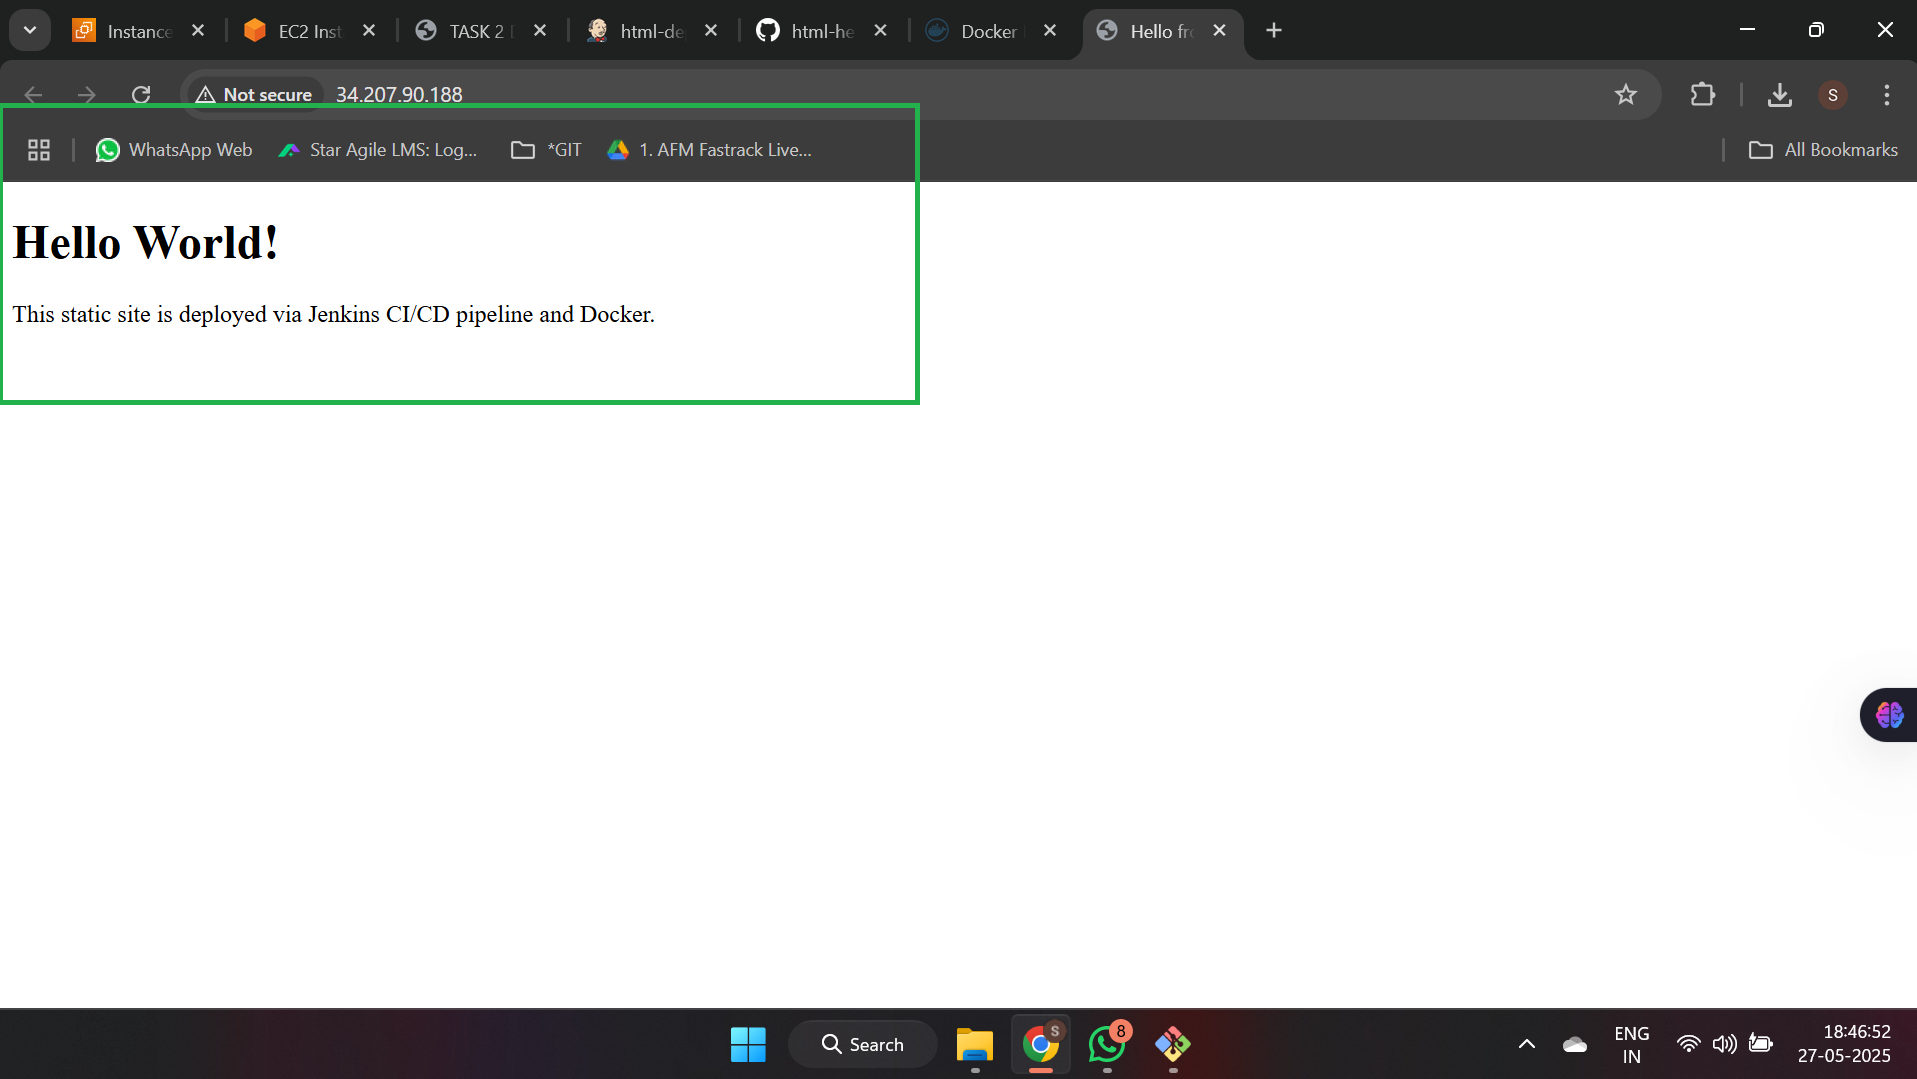 Instance
EC2 Inst
TASK 2
html-de
html-he
Docker
Hello fro
Not secure
34.207.90.188
S
WhatsApp Web
Star Agile LMS: Log...
*GIT
1. AFM Fastrack Live...
All Bookmarks
Hello World!
This static site is deployed via Jenkins CI/CD pipeline and Docker.
Search
S
8
ENG
IN
18:46:52
27-05-2025